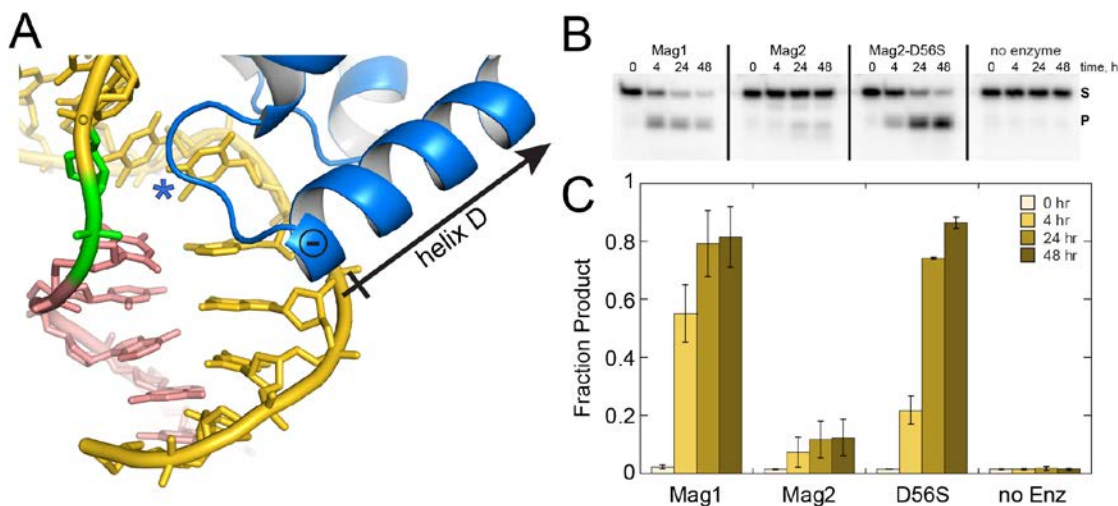 A
*
−
helix D
B
Mag1 Mag2 Mag2-D56S no enzyme
0 4 24 48 0 4 24 48 0 4 24 48 0 4 24 48 time, h
S
P
C
Fraction Product
1
0.8
0.6
0.4
0.2
0
0 hr
4 hr
24 hr
48 hr
Mag1 Mag2 D56S no Enz